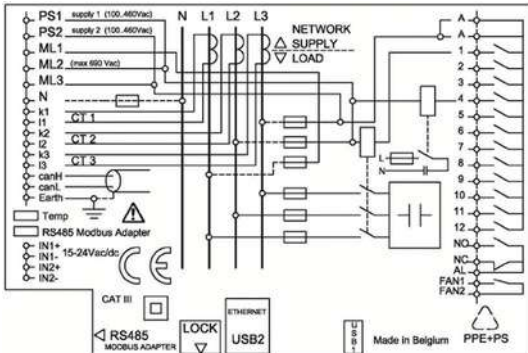 PS1 supply 1 (100..460Vac)
PS2 supply 2 (100..460Vac)
ML1
ML2 (max 690 Vac)
ML3
N
k1
l1 CT 1
k2
l2 CT 2
k3
l3 CT 3
canH
canL
Earth
Temp
RS485 Modbus Adapter
IN1+
IN1- 15-24Vac/dc
IN2+
IN2-
CE
CAT III
RS485
MODBUS ADAPTER
LOCK
ETHERNET
USB2
USB1
Made in Belgium
N L1 L2 L3
NETWORK
SUPPLY
LOAD
L
N
A
A
1
2
3
4
5
6
7
8
9
10
11
12
NO
NC
AL
FAN1
FAN2
PPE+PS